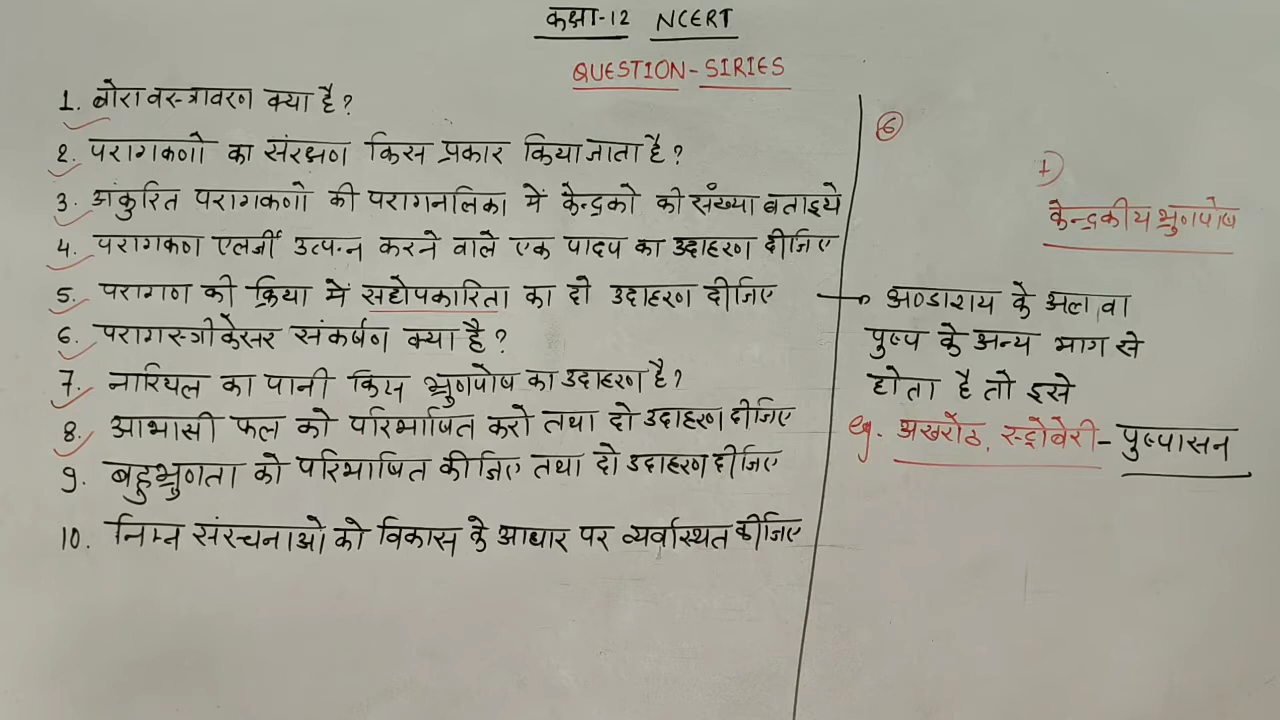 कक्षा-12 NCERT
QUESTION-SIRIES
1. बोरावस्त्रावरण क्या है?
2. परागकणो का संरक्षण किस प्रकार किया जाता है?
3. अंकुरित परागकणो की परागनलिका में केन्द्रको की संख्या बताइये
4. परागकण एलर्जी उत्पन्न करने वाले एक पादप का उदाहरण दीजिए
5. परागण की क्रिया में सहोपकारिता का दो उदाहरण दीजिए
6. परागस्त्रीकेसर संकर्षण क्या है?
7. नारियल का पानी किस भ्रुणपोष का उदाहरण है?
8. आभासी फल को परिभाषित करो तथा दो उदाहरण दीजिए
9. बहुभ्रुणता को परिभाषित कीजिए तथा दो उदाहरण दीजिए
10. निम्न संरचनाओ को विकास के आधार पर व्यवस्थित कीजिए
6
7)
केन्द्रकीय भ्रुणपोष
→ अण्डाशय के अलावा
पुष्प के अन्य भाग से
होता है तो इसे
eg. अखरोठ, स्ट्रोबेरी - पुष्पासन